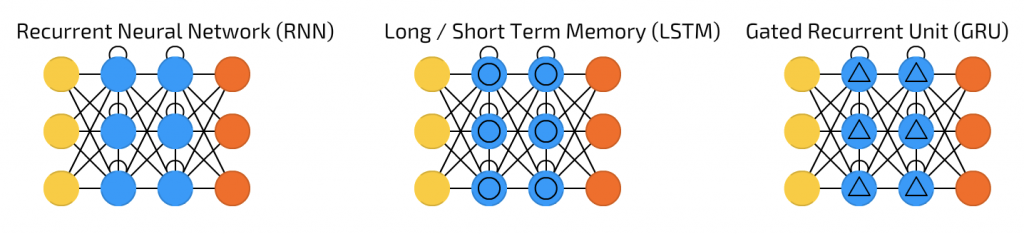 Recurrent Neural Network (RNN)
Long / Short Term Memory (LSTM)
Gated Recurrent Unit (GRU)